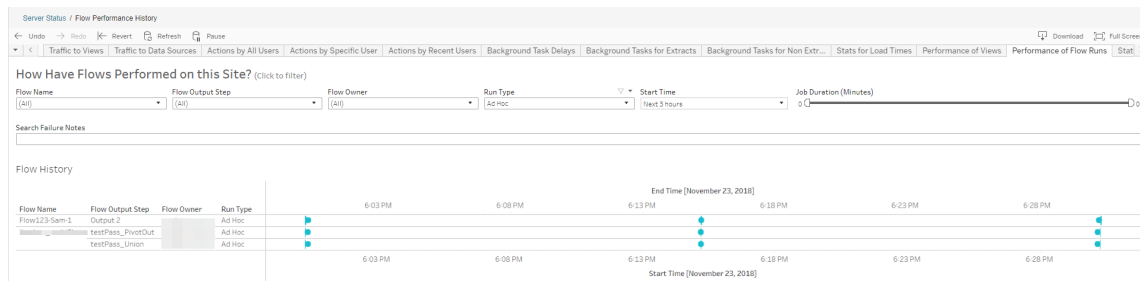 Server Status / Flow Performance History
Undo Redo Revert Refresh Pause
Download Full Screen
Traffic to Views Traffic to Data Sources Actions by All Users Actions by Specific User Actions by Recent Users Background Task Delays Background Tasks for Extracts Background Tasks for Non Extr... Stats for Load Times Performance of Views Performance of Flow Runs Stat
How Have Flows Performed on this Site? (Click to filter)
Flow Name Flow Output Step Flow Owner Run Type Start Time Job Duration (Minutes)
(All) (All) (All) Ad Hoc Next 3 hours 0 0
Search Failure Notes
Flow History
End Time [November 23, 2018]
6:03 PM 6:08 PM 6:13 PM 6:18 PM 6:23 PM 6:28 PM
Flow Name Flow Output Step Flow Owner Run Type
Flow123-Sam-1 Output 2 Ad Hoc
testPass_PivotOut Ad Hoc
testPass_Union Ad Hoc
6:03 PM 6:08 PM 6:13 PM 6:18 PM 6:23 PM 6:28 PM
Start Time [November 23, 2018]